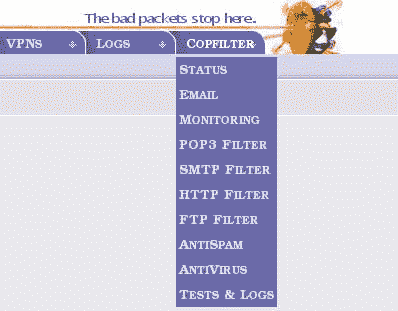 The bad packets stop here.
VPNs LOGS COPFILTER
STATUS
EMAIL
MONITORING
POP3 FILTER
SMTP FILTER
HTTP FILTER
FTP FILTER
ANTISPAM
ANTIVIRUS
TESTS & LOGS